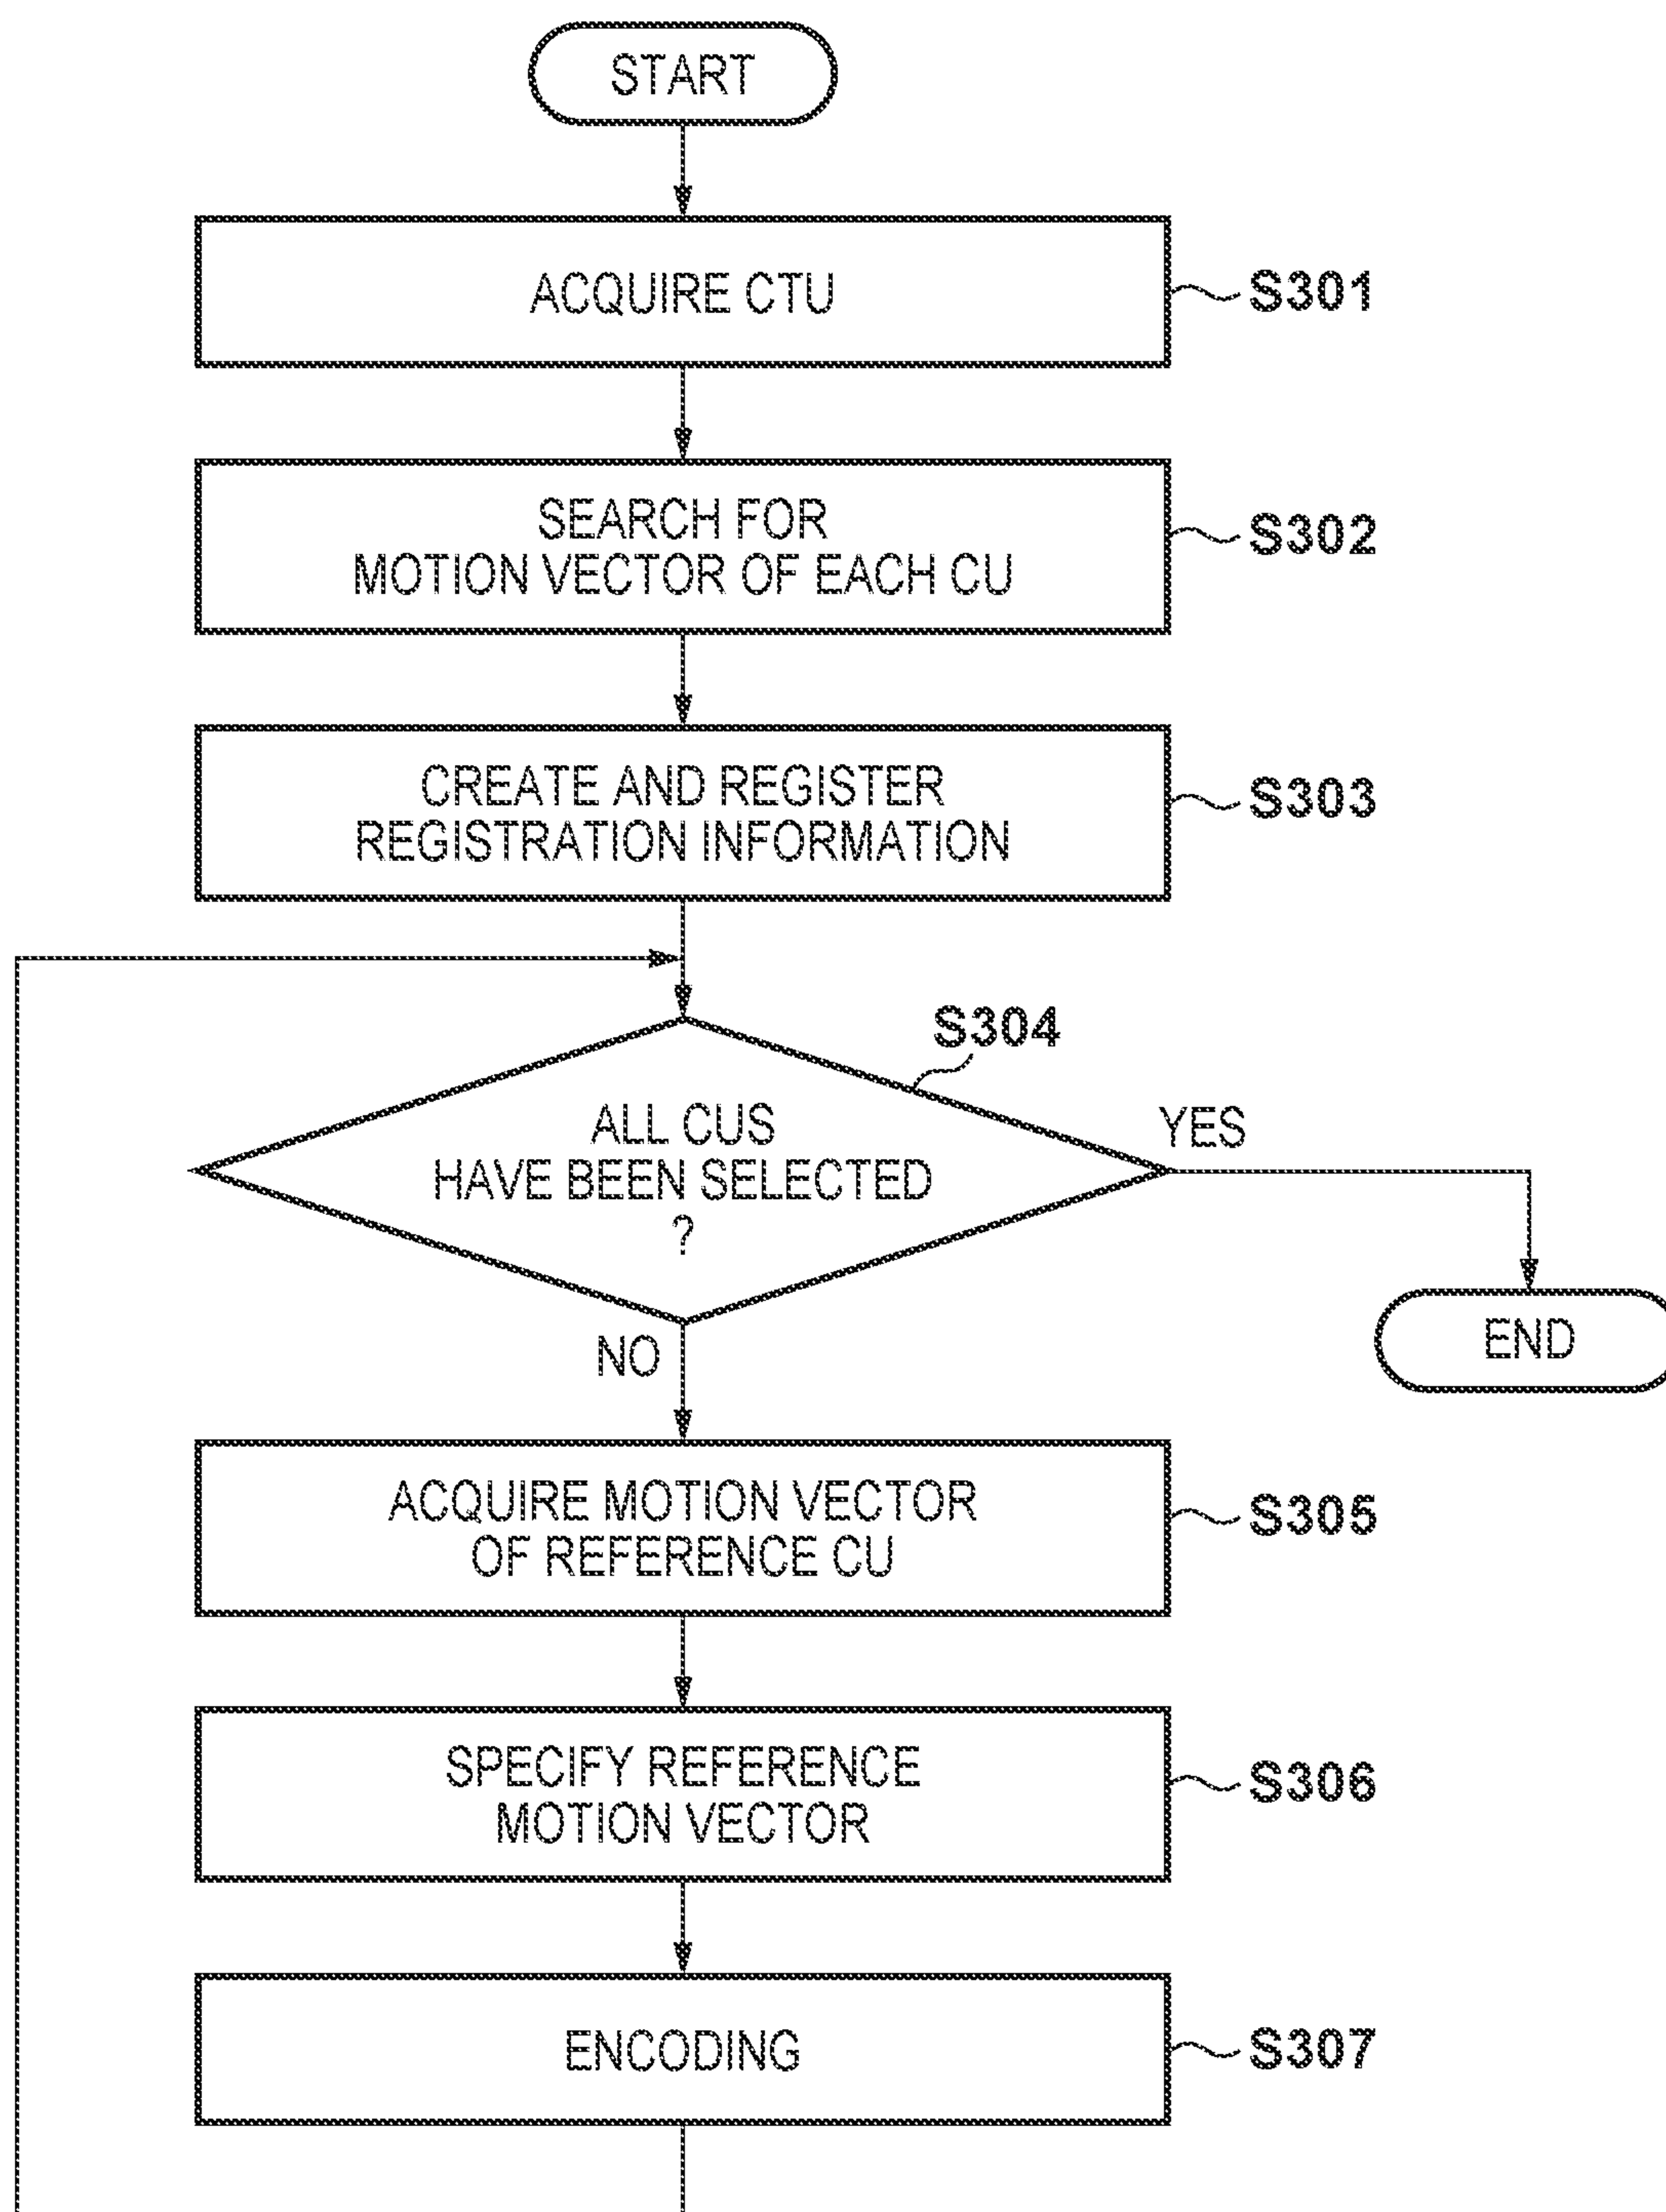 START
ACQUIRE CTU
S301
SEARCH FOR
MOTION VECTOR OF EACH CU
S302
CREATE AND REGISTER
REGISTRATION INFORMATION
S303
S304
ALL CUS
HAVE BEEN SELECTED
?
YES
NO
END
ACQUIRE MOTION VECTOR
OF REFERENCE CU
S305
SPECIFY REFERENCE
MOTION VECTOR
S306
ENCODING
S307